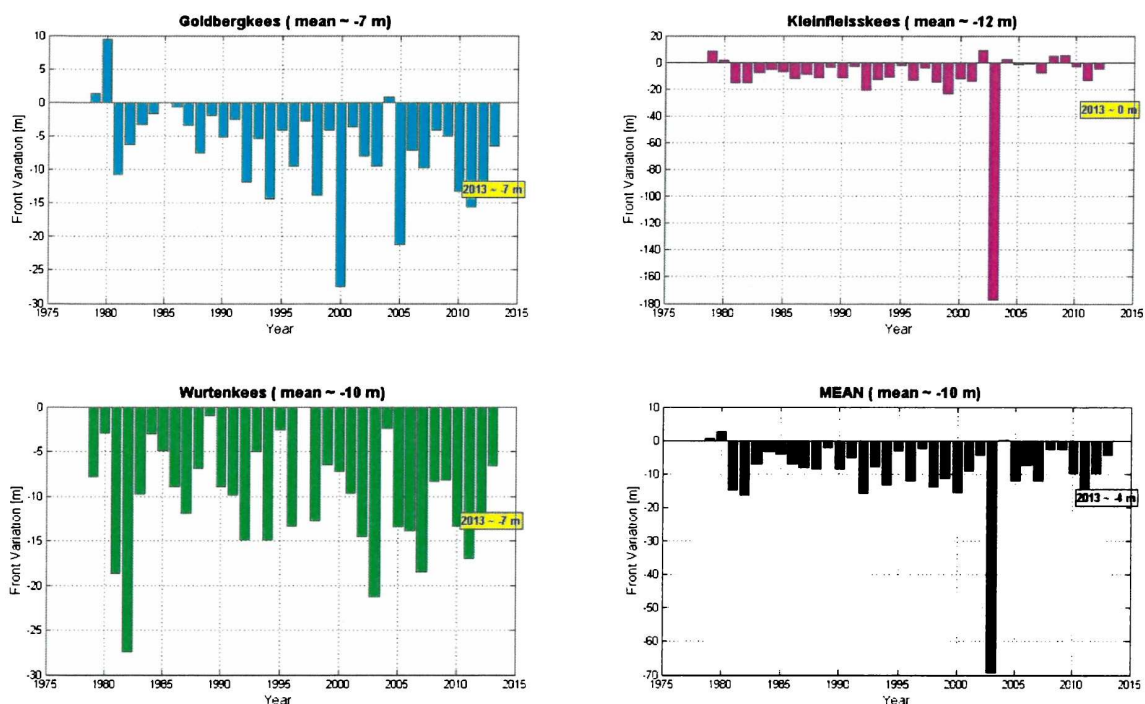 Goldbergkees ( mean ~ -7 m)
10
5
0
-5
-10
-15
-20
-25
-30
Front Variation [m]
2013 ~ -7 m
1975 1980 1985 1990 1995 2000 2005 2010 2015
Year
Kleinfleisskees ( mean ~ -12 m)
20
0
-20
-40
-60
-80
-100
-120
-140
-160
-180
Front Variation [m]
2013 ~ 0 m
1975 1980 1985 1990 1995 2000 2005 2010 2015
Year
Wurtenkees ( mean ~ -10 m)
0
-5
-10
-15
-20
-25
-30
Front Variation [m]
2013 ~ -7 m
1975 1980 1985 1990 1995 2000 2005 2010 2015
Year
MEAN ( mean ~ -10 m)
10
0
-10
-20
-30
-40
-50
-60
-70
Front Variation [m]
2013 ~ -4 m
1975 1980 1985 1990 1995 2000 2005 2010 2015
Year